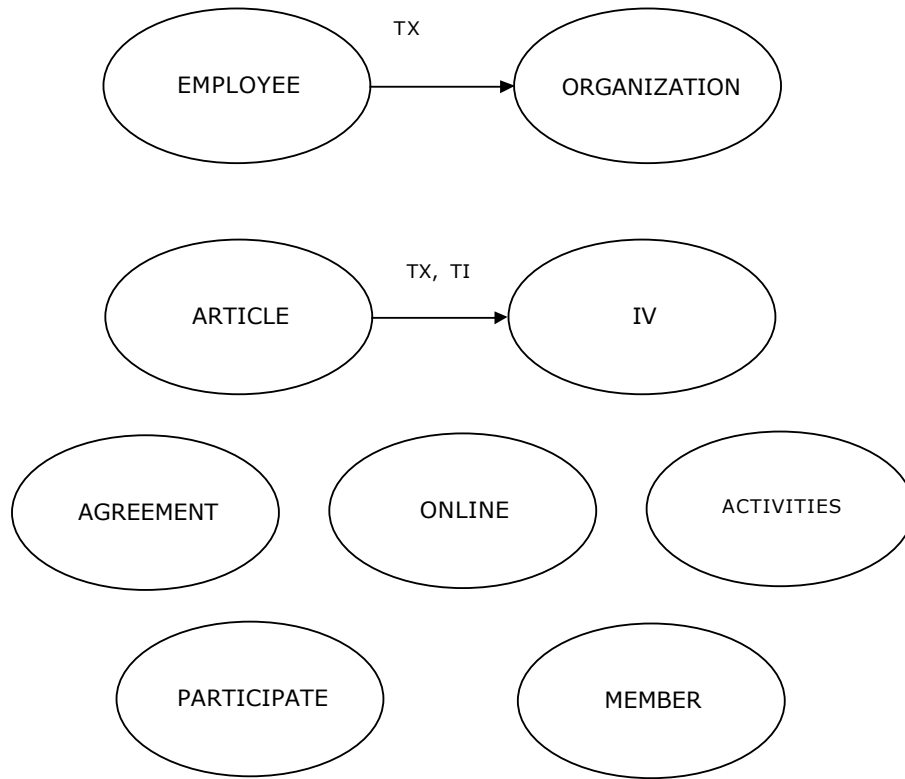 TX
EMPLOYEE
ORGANIZATION
TX, TI
ARTICLE
IV
AGREEMENT
ONLINE
ACTIVITIES
PARTICIPATE
MEMBER